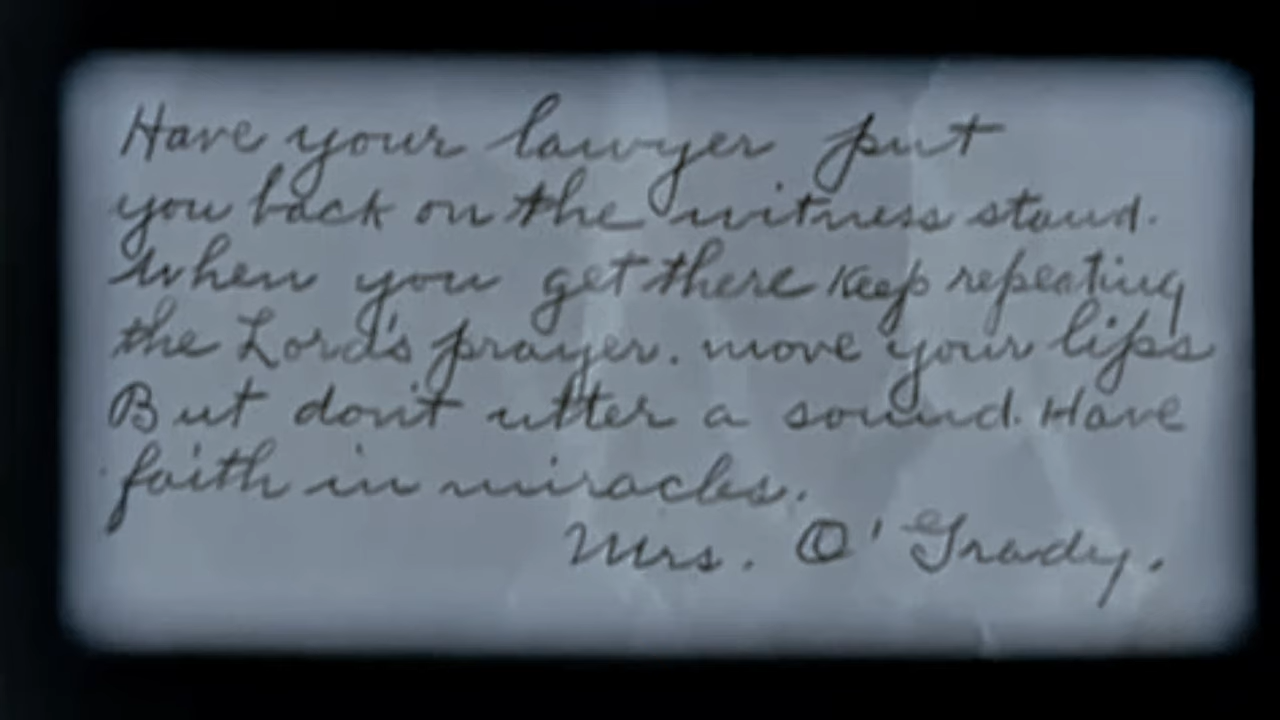 Have your lawyer put
you back on the witness stand.
When you get there keep repeating
the Lord's prayer. move your lips
But don't utter a sound. Have
faith in miracles.
Mrs. O'Grady.